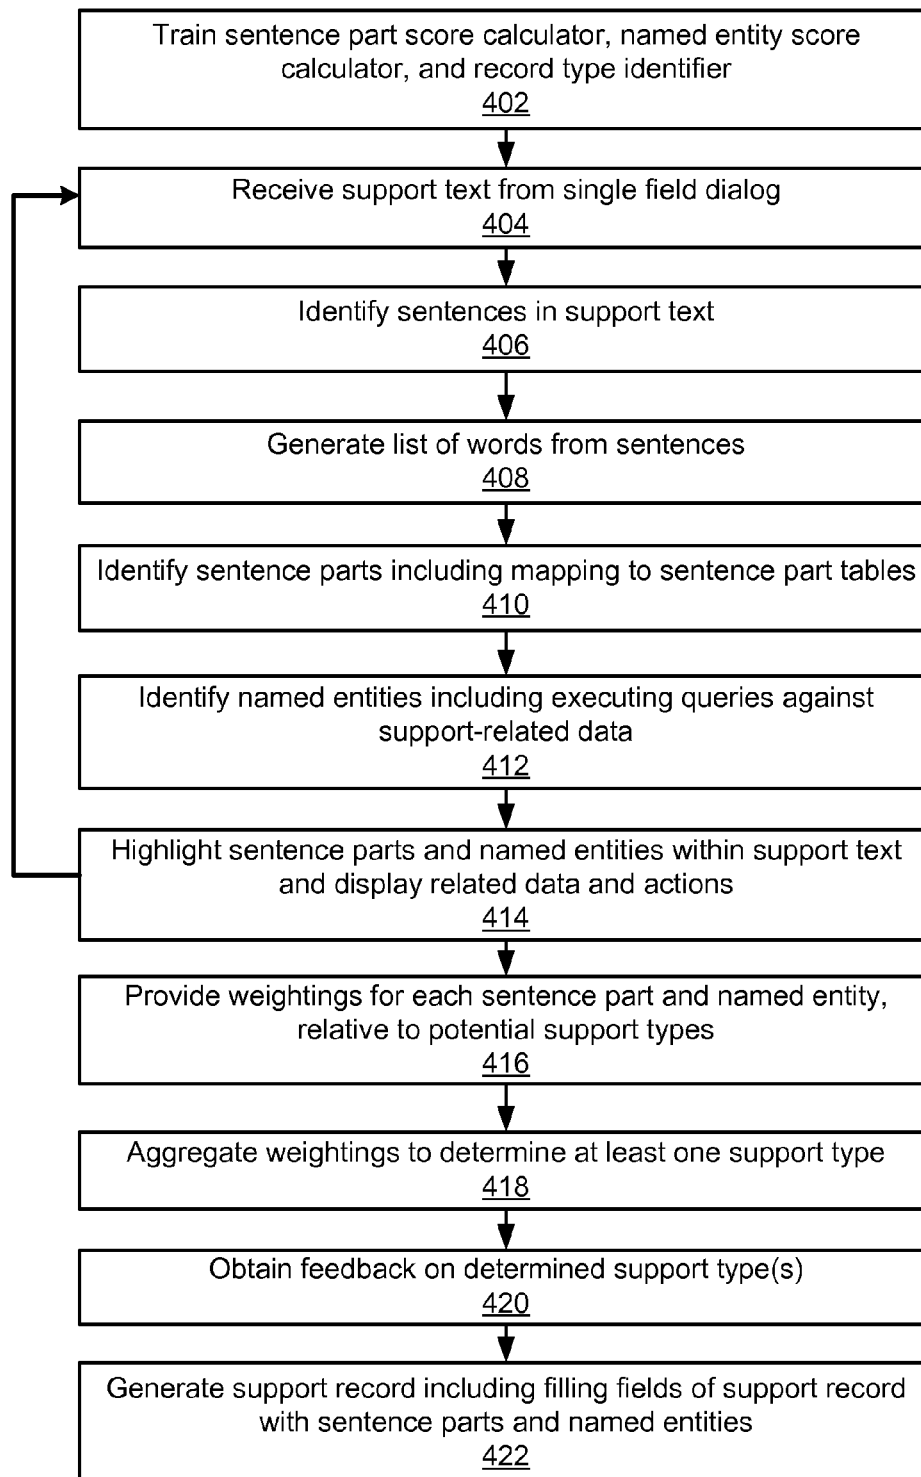 Train sentence part score calculator, named entity score
calculator, and record type identifier
402
Receive support text from single field dialog
404
Identify sentences in support text
406
Generate list of words from sentences
408
Identify sentence parts including mapping to sentence part tables
410
Identify named entities including executing queries against
support-related data
412
Highlight sentence parts and named entities within support text
and display related data and actions
414
Provide weightings for each sentence part and named entity,
relative to potential support types
416
Aggregate weightings to determine at least one support type
418
Obtain feedback on determined support type(s)
420
Generate support record including filling fields of support record
with sentence parts and named entities
422